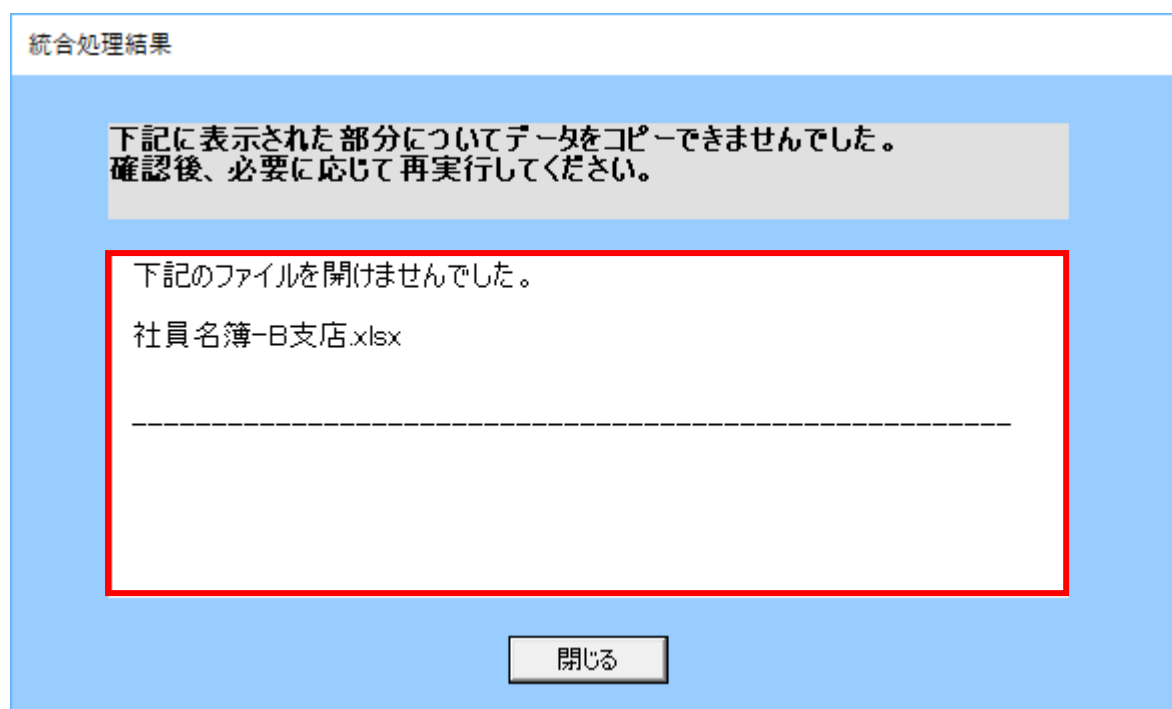 統合処理結果
下記に表示された部分についてデータをコピーできませんでした。
確認後、必要に応じて再実行してください。
下記のファイルを開けませんでした。
社員名簿-B支店.xlsx
-------------------------------------------------------
閉じる